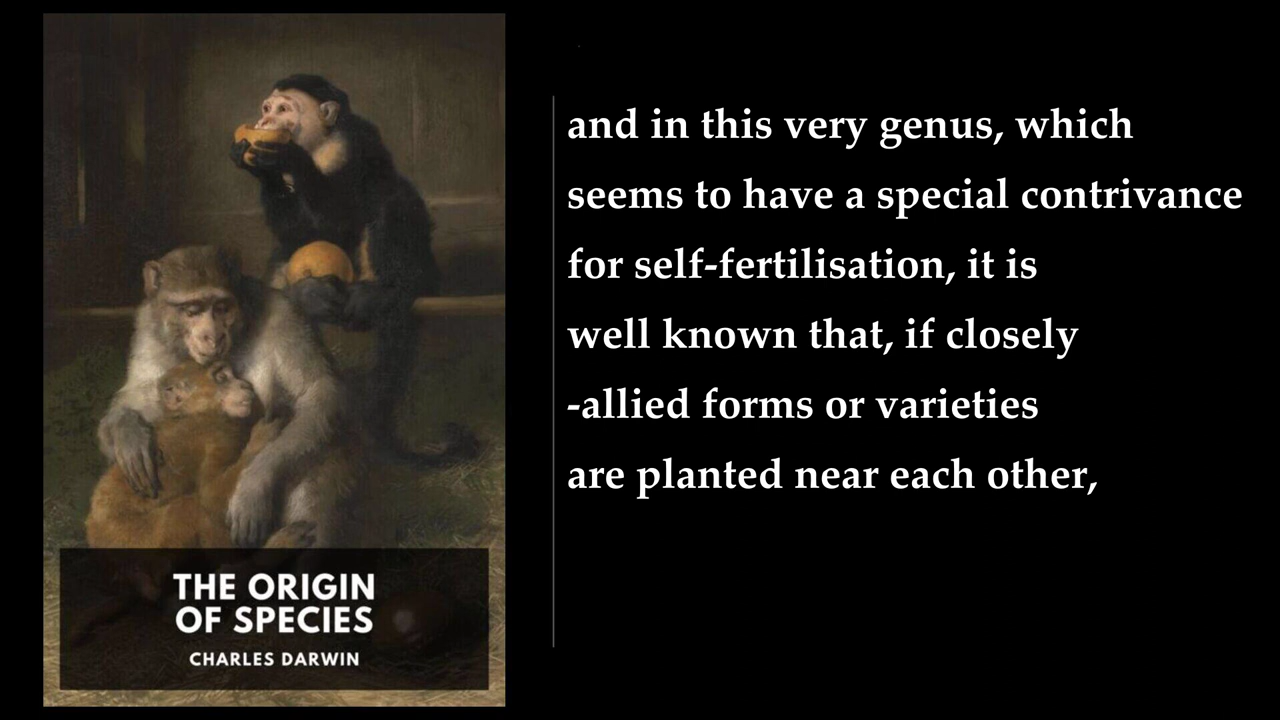 THE ORIGIN
OF SPECIES
CHARLES DARWIN
and in this very genus, which
seems to have a special contrivance
for self-fertilisation, it is
well known that, if closely
-allied forms or varieties
are planted near each other,